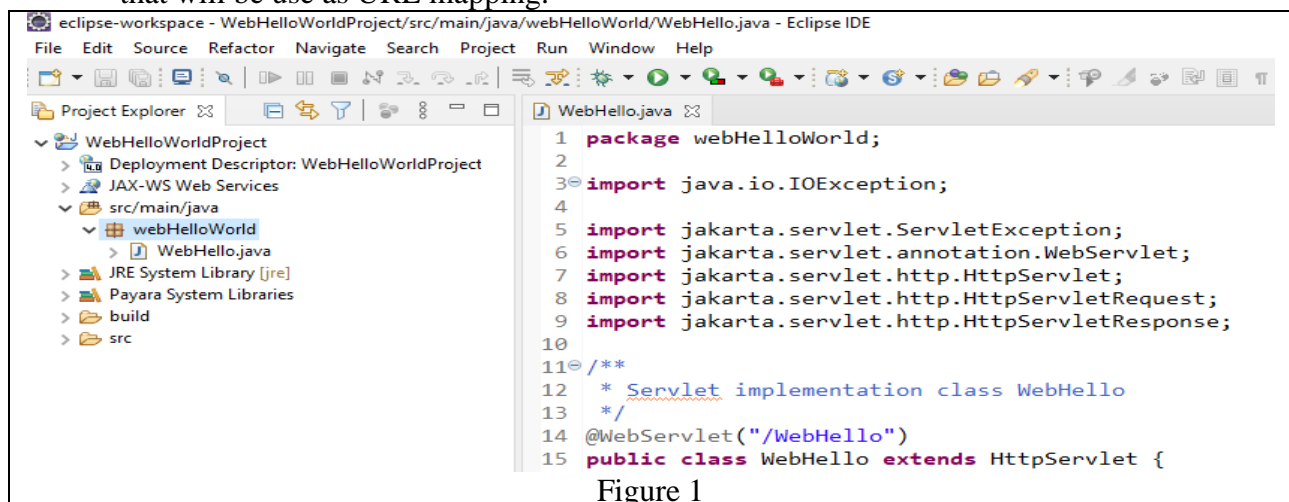 that will be use as URL mapping.
eclipse-workspace - WebHelloWorldProject/src/main/java/webHelloWorld/WebHello.java - Eclipse IDE
File Edit Source Refactor Navigate Search Project Run Window Help
Project Explorer
WebHelloWorldProject
Deployment Descriptor: WebHelloWorldProject
JAX-WS Web Services
src/main/java
webHelloWorld
WebHello.java
JRE System Library [jre]
Payara System Libraries
build
src
WebHello.java
1 package webHelloWorld;
2
3 import java.io.IOException;
4
5 import jakarta.servlet.ServletException;
6 import jakarta.servlet.annotation.WebServlet;
7 import jakarta.servlet.http.HttpServlet;
8 import jakarta.servlet.http.HttpServletRequest;
9 import jakarta.servlet.http.HttpServletResponse;
10
11 /**
12 * Servlet implementation class WebHello
13 */
14 @WebServlet("/WebHello")
15 public class WebHello extends HttpServlet {
Figure 1